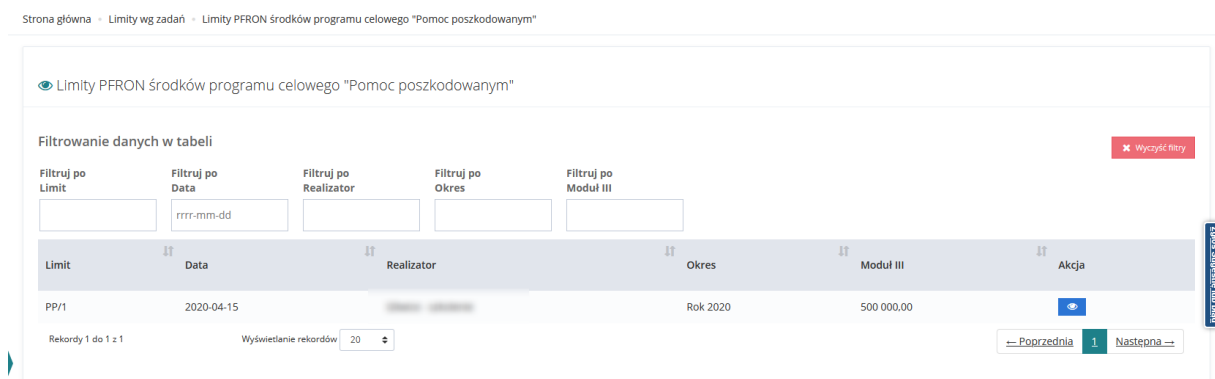 Strona główna Limity wg zadań Limity PFRON środków programu celowego "Pomoc poszkodowanym"
Limity PFRON środków programu celowego "Pomoc poszkodowanym"
Filtrowanie danych w tabeli
Wyczyść filtry
Filtruj po Limit
Filtruj po Data
Filtruj po Realizator
Filtruj po Okres
Filtruj po Moduł III
rrrr-mm-dd
Limit Data Realizator Okres Moduł III Akcja
PP/1 2020-04-15 Rok 2020 500 000,00
Rekordy 1 do 1 z 1 Wyświetlanie rekordów 20 ← Poprzednia 1 Następna →